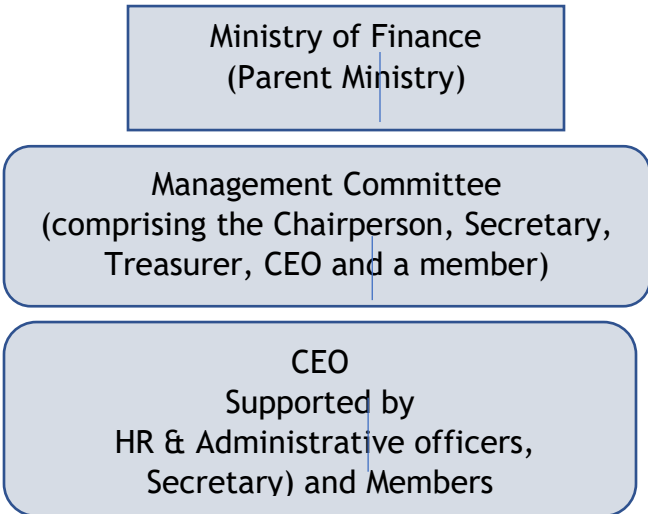 Ministry of Finance
(Parent Ministry)
Management Committee
(comprising the Chairperson, Secretary,
Treasurer, CEO and a member)
CEO
Supported by
HR & Administrative officers,
Secretary) and Members